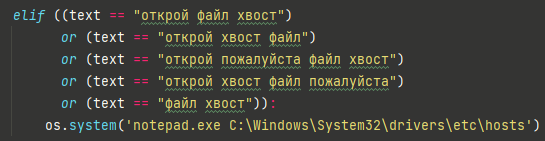 elif ((text == "открой файл хвост")
or (text == "открой хвост файл")
or (text == "открой пожалуйста файл хвост")
or (text == "открой хвост файл пожалуйста")
or (text == "файл хвост")):
os.system('notepad.exe C:\Windows\System32\drivers\etc\hosts')